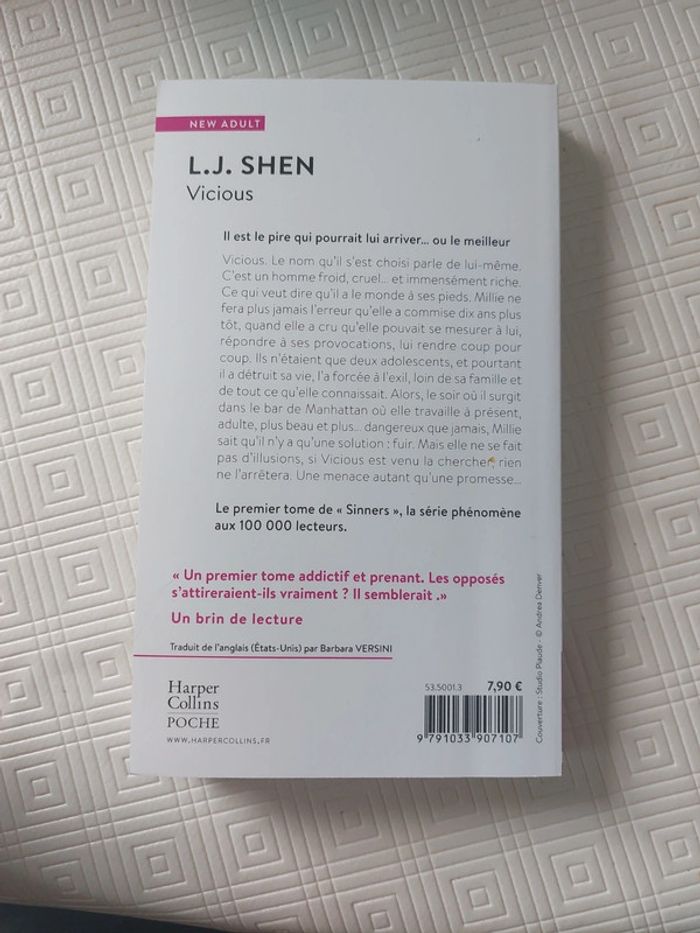 NEW ADULT
L.J. SHEN
Vicious
Il est le pire qui pourrait lui arriver... ou le meilleur
Vicious. Le nom qu'il s'est choisi parle de lui-même.
C'est un homme froid, cruel... et immensément riche.
Ce qui veut dire qu'il a le monde à ses pieds. Millie ne
fera plus jamais l'erreur qu'elle a commise dix ans plus
tôt, quand elle a cru qu'elle pouvait se mesurer à lui,
répondre à ses provocations, lui rendre coup pour
coup. Ils n'étaient que deux adolescents, et pourtant
il a détruit sa vie, l'a forcée à l'exil, loin de sa famille et
de tout ce qu'elle connaissait. Alors, le soir où il surgit
dans le bar de Manhattan où elle travaille à présent,
adulte, plus beau et plus... dangereux que jamais, Millie
sait qu'il n'y a qu'une solution : fuir. Mais elle ne se fait
pas d'illusions, si Vicious est venu la chercher, rien
ne l'arrêtera. Une menace autant qu'une promesse...
Le premier tome de « Sinners », la série phénomène
aux 100 000 lecteurs.
« Un premier tome addictif et prenant. Les opposés
s'attireraient-ils vraiment ? Il semblerait .»
Un brin de lecture
Traduit de l'anglais (États-Unis) par Barbara VERSINI
Harper
Collins
POCHE
WWW.HARPERCOLLINS.FR
53.5001.3
7,90 €
9 791033 907107
Couverture : Studio Piaude - © Andrea Denver